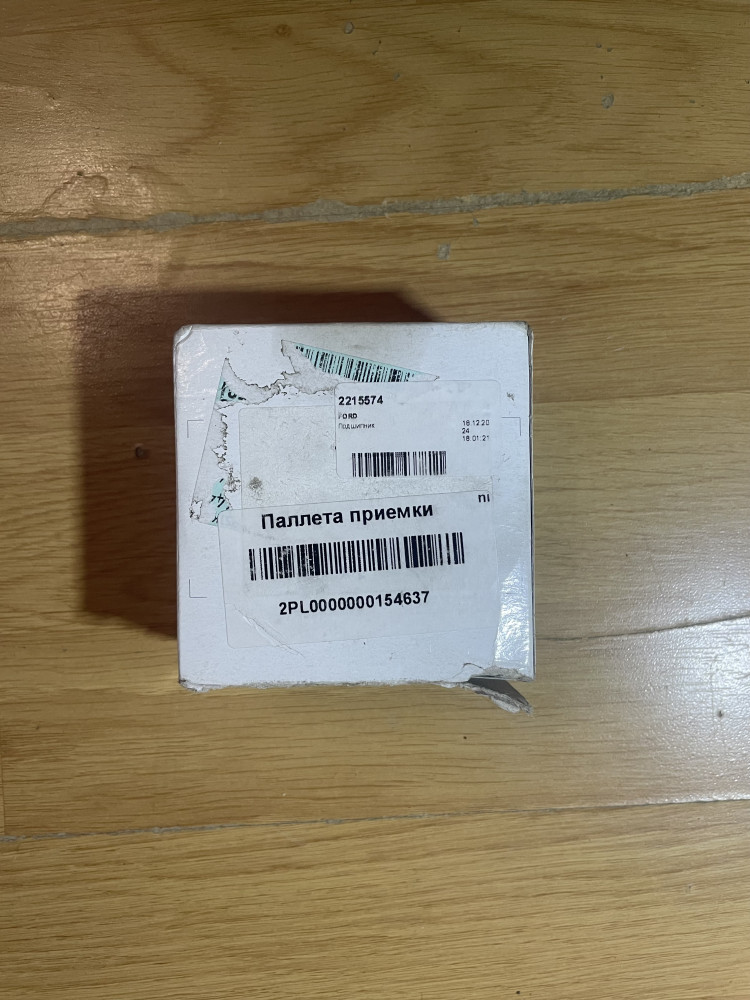 2215574
FORD
Подшипник
18.12.20
24
18:01:21
Паллета приемки
2PL0000000154637